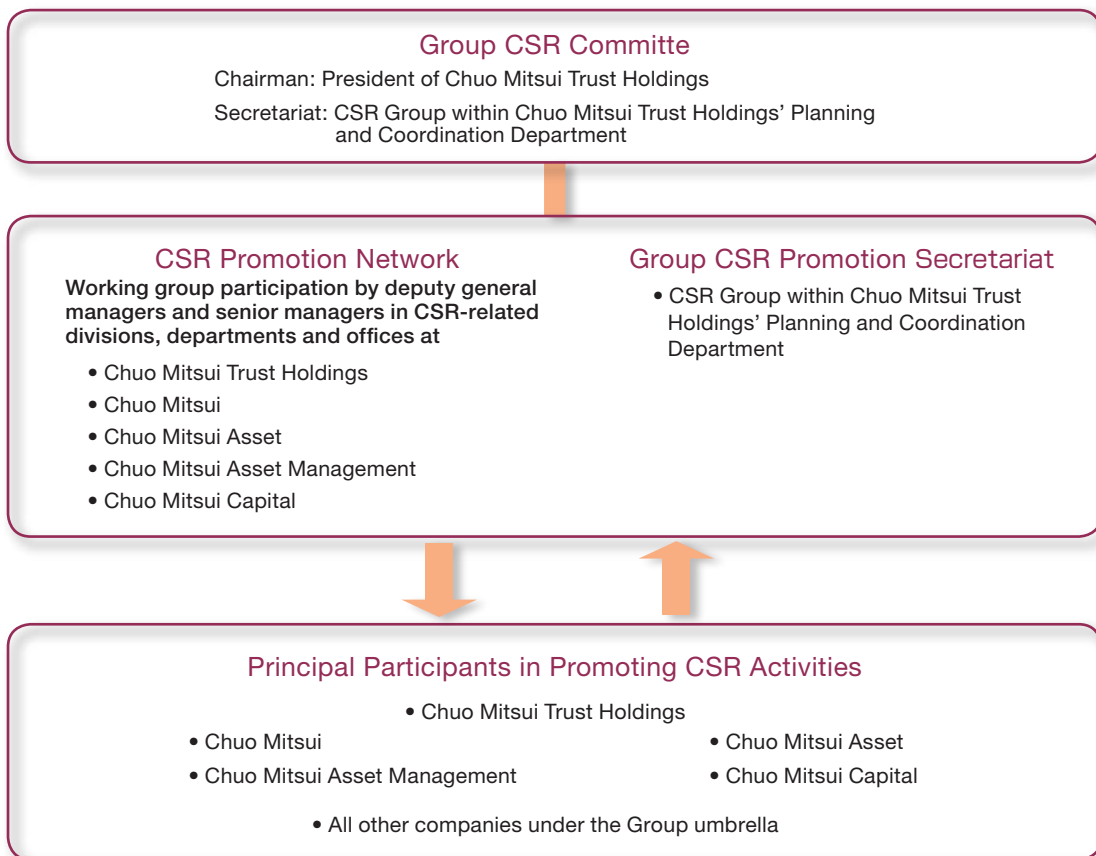 Group CSR Committe
Chairman: President of Chuo Mitsui Trust Holdings
Secretariat: CSR Group within Chuo Mitsui Trust Holdings’ Planning
and Coordination Department
CSR Promotion Network
Working group participation by deputy general
managers and senior managers in CSR-related
divisions, departments and offices at
• Chuo Mitsui Trust Holdings
• Chuo Mitsui
• Chuo Mitsui Asset
• Chuo Mitsui Asset Management
• Chuo Mitsui Capital
Group CSR Promotion Secretariat
• CSR Group within Chuo Mitsui Trust
Holdings’ Planning and Coordination
Department
Principal Participants in Promoting CSR Activities
• Chuo Mitsui Trust Holdings
• Chuo Mitsui
• Chuo Mitsui Asset
• Chuo Mitsui Asset Management
• Chuo Mitsui Capital
• All other companies under the Group umbrella